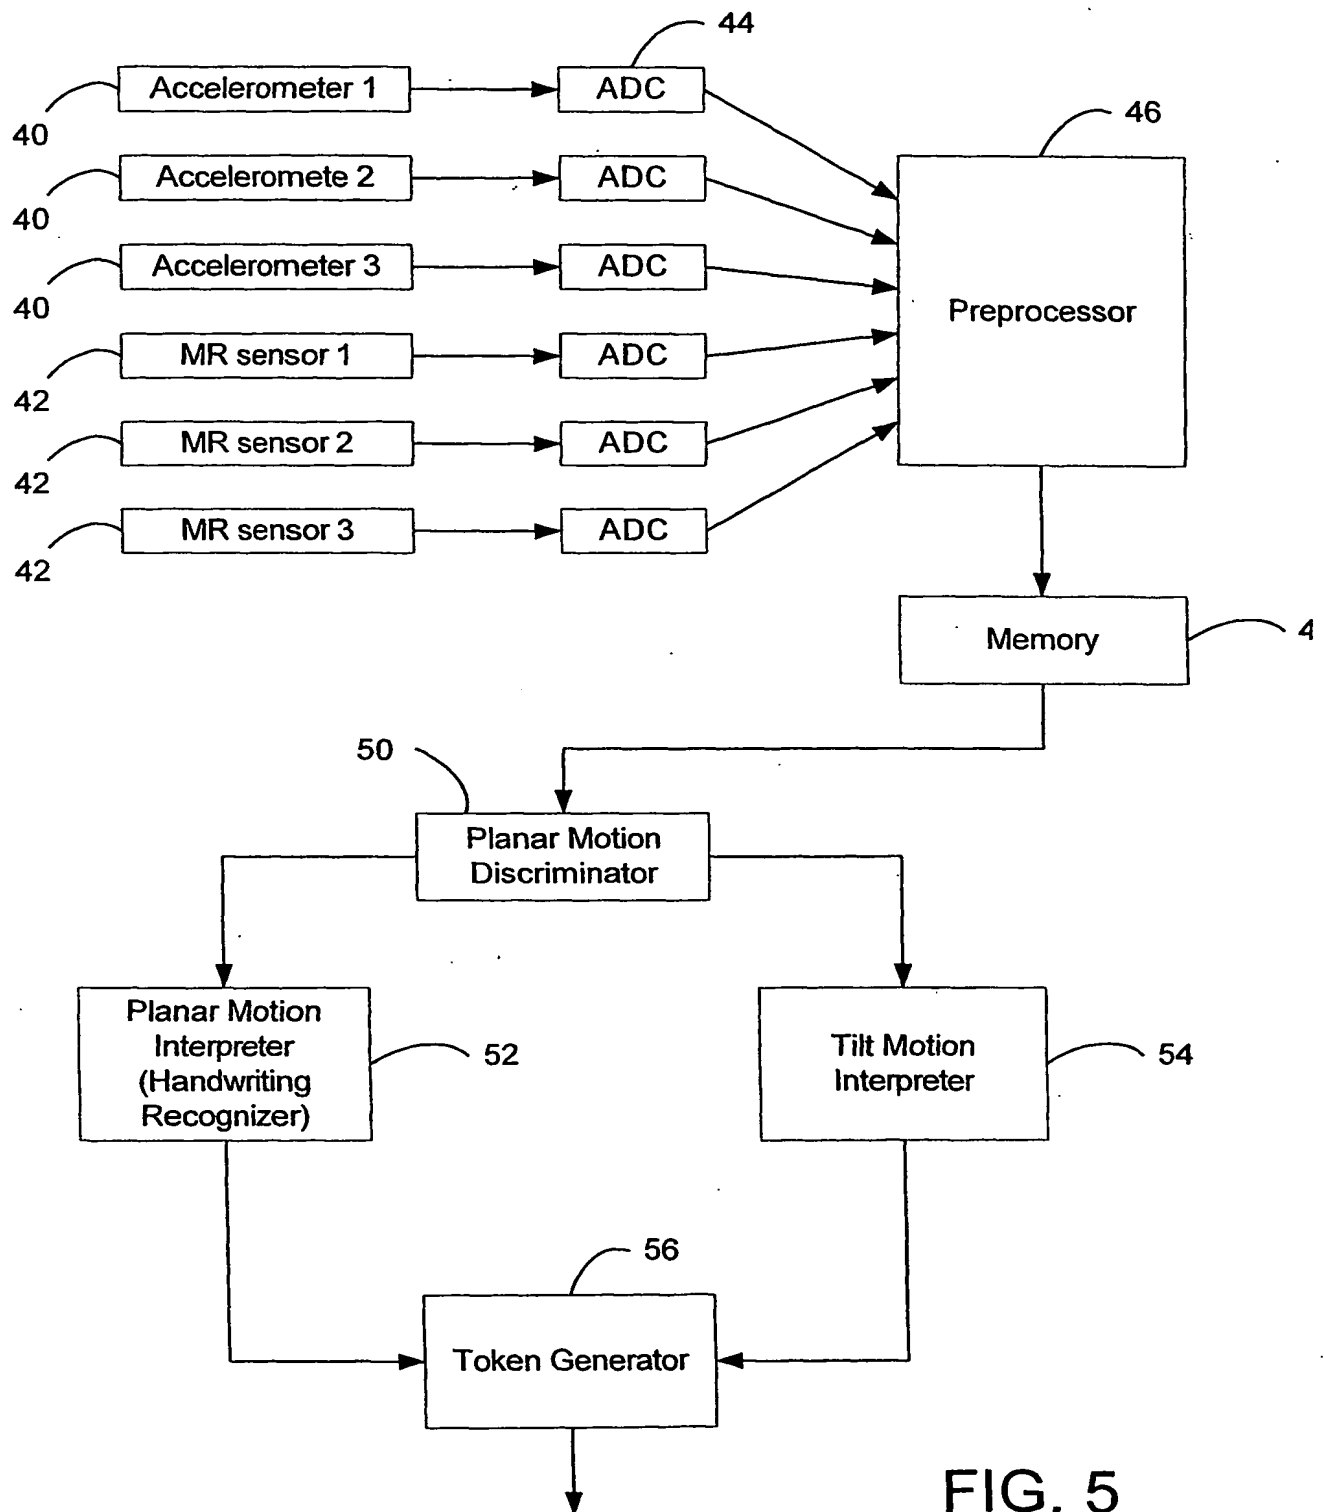 44
Accelerometer 1
ADC
40
46
Acceleromete 2
ADC
40
Accelerometer 3
ADC
40
Preprocessor
MR sensor 1
ADC
42
MR sensor 2
ADC
42
MR sensor 3
ADC
42
Memory
4
50
Planar Motion
Discriminator
Planar Motion
Interpreter
(Handwriting
Recognizer)
52
Tilt Motion
Interpreter
54
56
Token Generator
FIG. 5